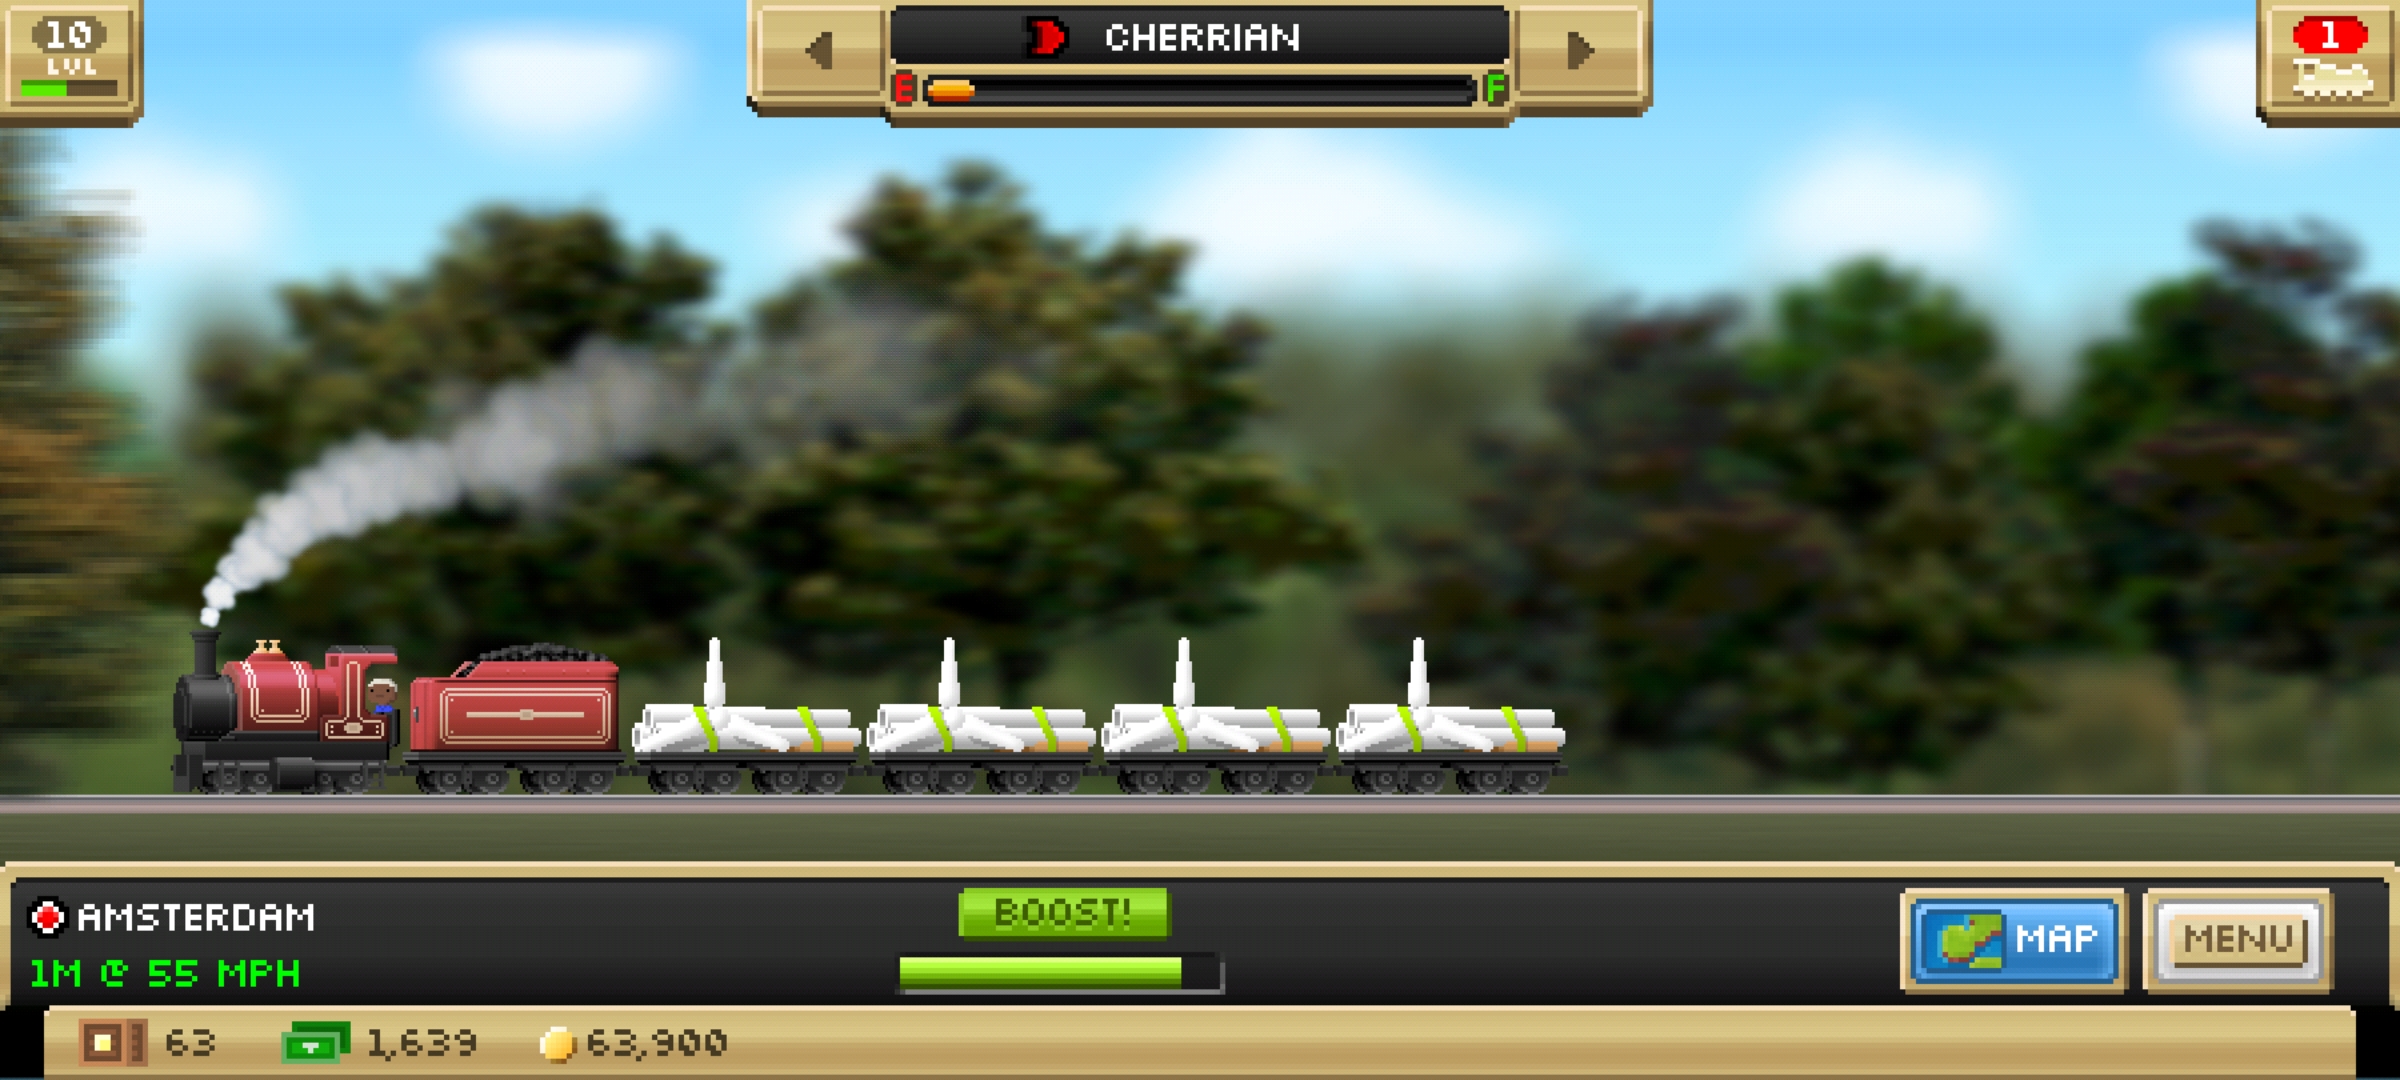 10
LVL
CHERRIAN
E F
1
AMSTERDAM
BOOST!
1M @ 55 MPH
MAP
MENU
63 1,639 63,900